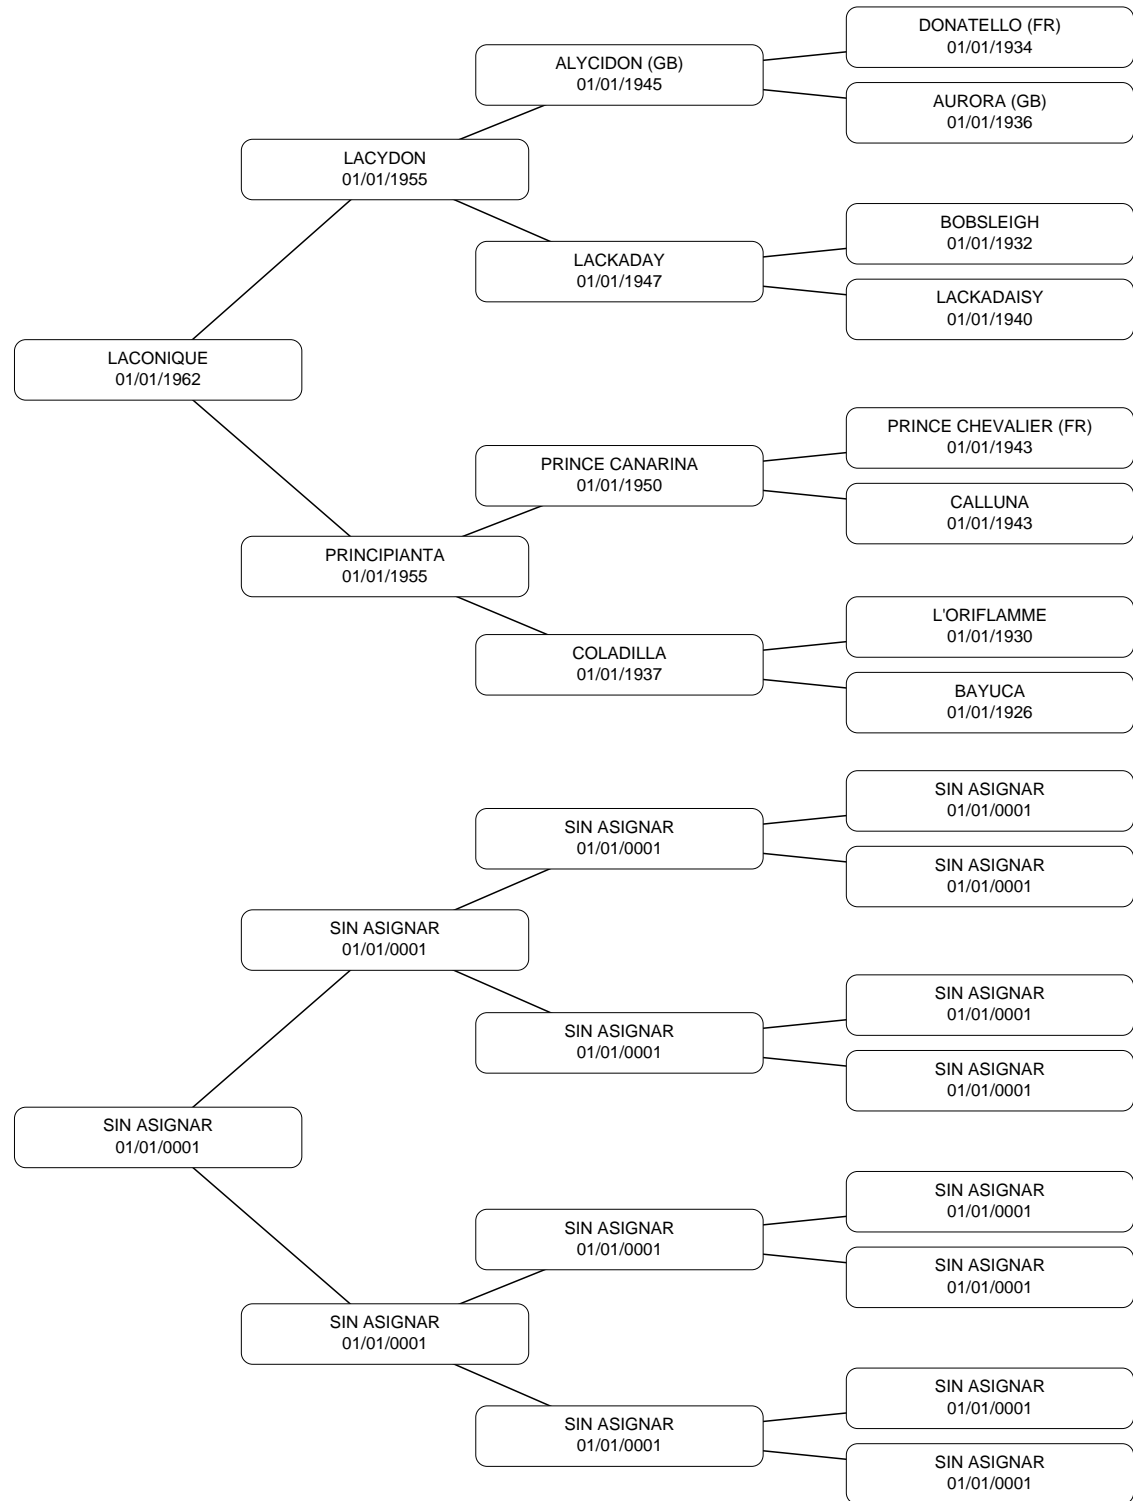 DONATELLO (FR)
01/01/1934
ALYCIDON (GB)
01/01/1945
AURORA (GB)
01/01/1936
LACYDON
01/01/1955
BOBSLEIGH
01/01/1932
LACKADAY
01/01/1947
LACKADAISY
01/01/1940
LACONIQUE
01/01/1962
PRINCE CHEVALIER (FR)
01/01/1943
PRINCE CANARINA
01/01/1950
CALLUNA
01/01/1943
PRINCIPIANTA
01/01/1955
L'ORIFLAMME
01/01/1930
COLADILLA
01/01/1937
BAYUCA
01/01/1926
SIN ASIGNAR
01/01/0001
SIN ASIGNAR
01/01/0001
SIN ASIGNAR
01/01/0001
SIN ASIGNAR
01/01/0001
SIN ASIGNAR
01/01/0001
SIN ASIGNAR
01/01/0001
SIN ASIGNAR
01/01/0001
SIN ASIGNAR
01/01/0001
SIN ASIGNAR
01/01/0001
SIN ASIGNAR
01/01/0001
SIN ASIGNAR
01/01/0001
SIN ASIGNAR
01/01/0001
SIN ASIGNAR
01/01/0001
SIN ASIGNAR
01/01/0001
SIN ASIGNAR
01/01/0001